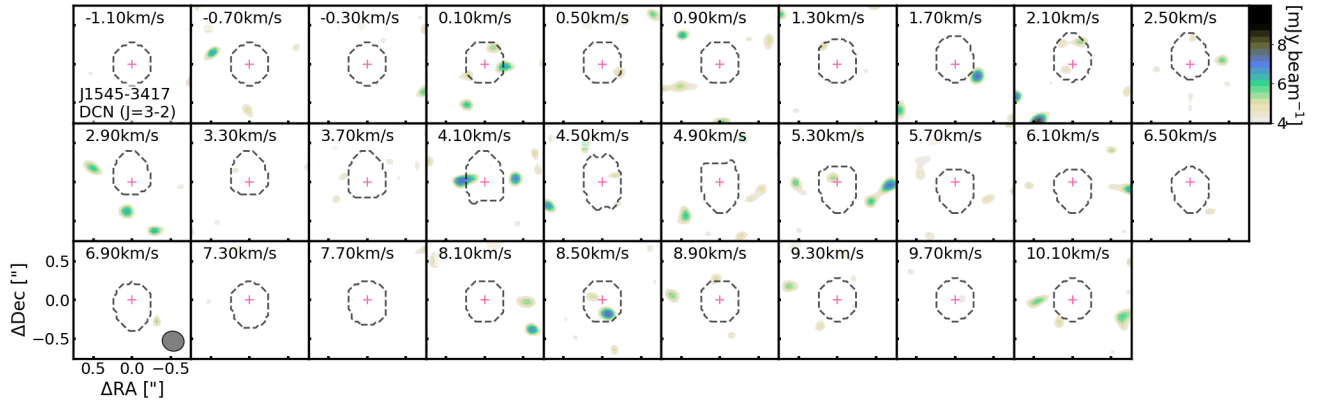 -1.10km/s -0.70km/s -0.30km/s 0.10km/s 0.50km/s 0.90km/s 1.30km/s 1.70km/s 2.10km/s 2.50km/s
J1545-3417
DCN (J=3-2)
8
6
4
[mJy beam⁻¹]
2.90km/s 3.30km/s 3.70km/s 4.10km/s 4.50km/s 4.90km/s 5.30km/s 5.70km/s 6.10km/s 6.50km/s
6.90km/s 7.30km/s 7.70km/s 8.10km/s 8.50km/s 8.90km/s 9.30km/s 9.70km/s 10.10km/s
0.5
0.0
−0.5
ΔDec ["]
0.5 0.0 −0.5
ΔRA ["]